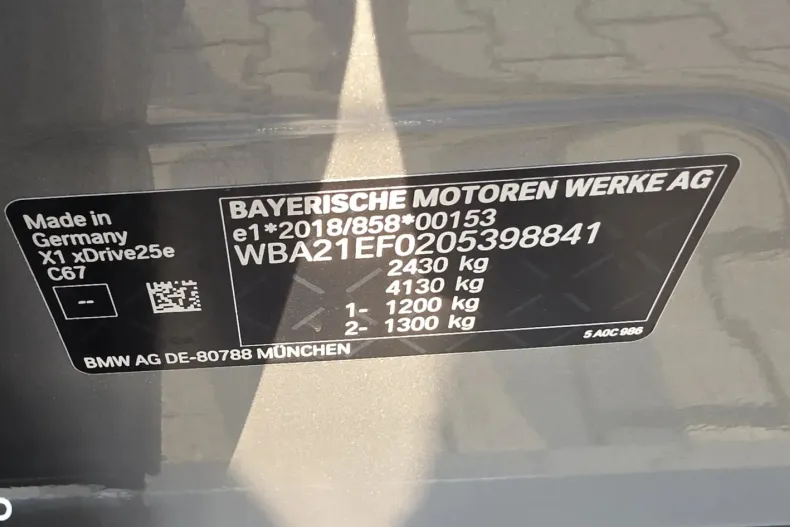 Made in
Germany
X1 xDrive25e
C67
--
BAYERISCHE MOTOREN WERKE AG
e1*2018/858*00153
WBA21EF0205398841
2430 kg
4130 kg
1- 1200 kg
2- 1300 kg
5 A0C 986
BMW AG DE-80788 MÜNCHEN